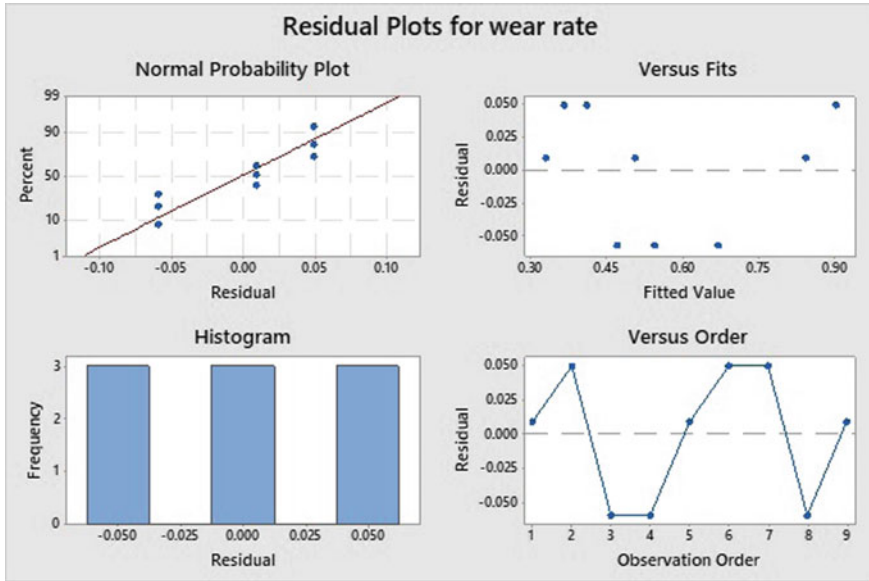 Residual Plots for wear rate
Normal Probability Plot
99
90
50
10
1
Percent
-0.10 -0.05 0.00 0.05 0.10
Residual
Versus Fits
0.050
0.025
0.000
-0.025
-0.050
Residual
0.30 0.45 0.60 0.75 0.90
Fitted Value
Histogram
3
2
1
0
Frequency
-0.050 -0.025 0.000 0.025 0.050
Residual
Versus Order
0.050
0.025
0.000
-0.025
-0.050
Residual
1 2 3 4 5 6 7 8 9
Observation Order